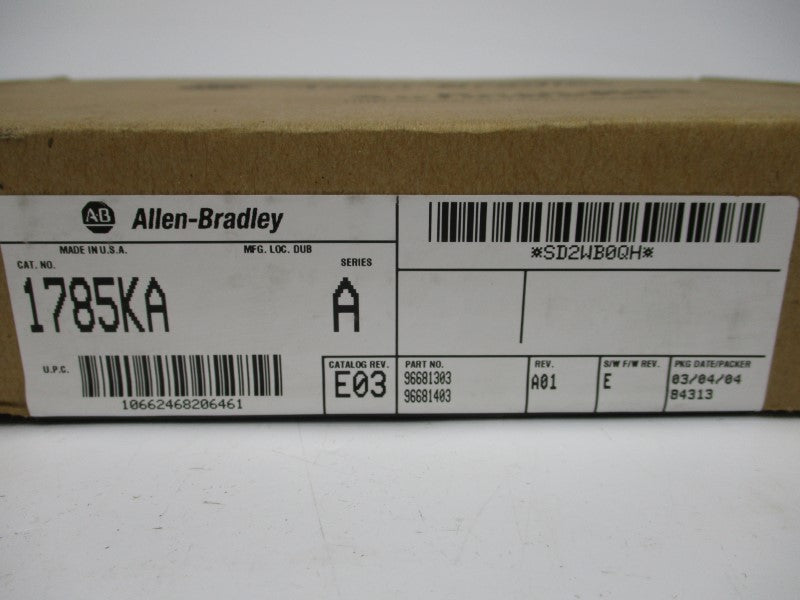 AB Allen-Bradley
MADE IN U.S.A. MFG. LOC. DUB
CAT. NO. SERIES
1785KA A
U.P.C.
10662468206461
CATALOG REV.
E03
*SD2WB0QH*
PART NO.
96681303
96681403
REV.
A01
S/W F/W REV.
E
PKG DATE/PACKER
03/04/04
84313